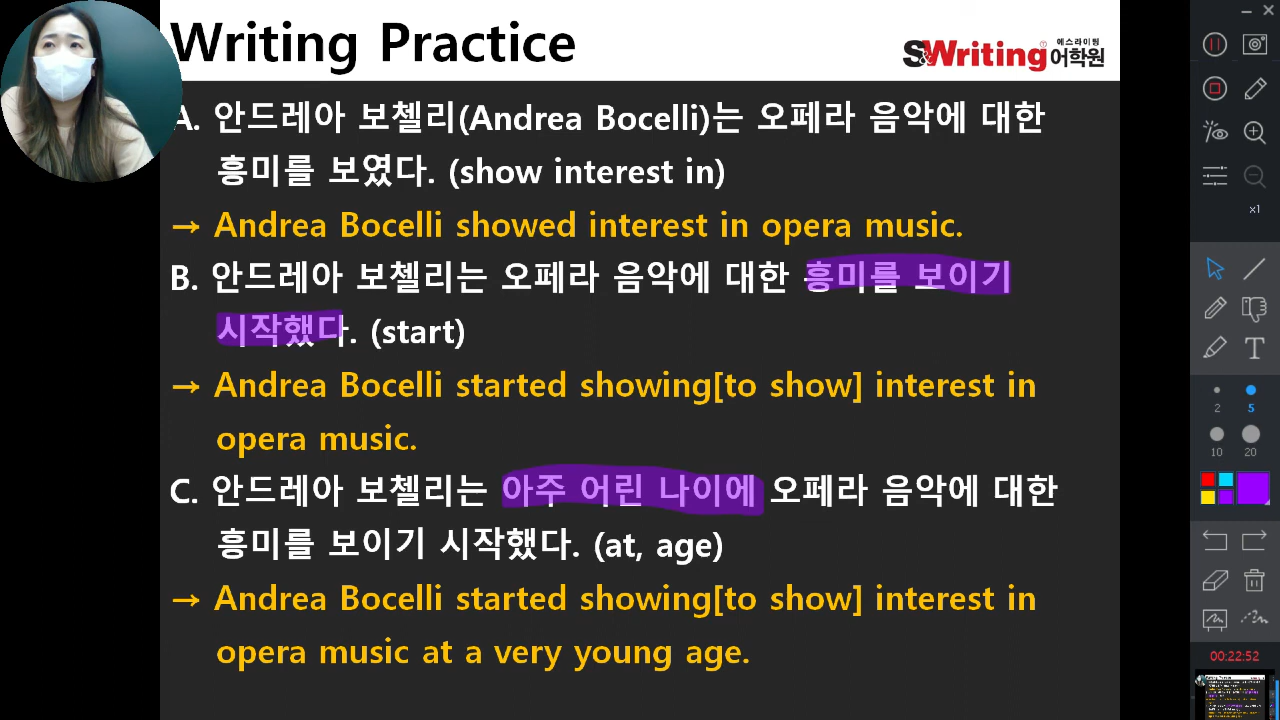 Writing Practice
에스라이팅
S&Writing어학원
A. 안드레아 보첼리(Andrea Bocelli)는 오페라 음악에 대한
흥미를 보였다. (show interest in)
→ Andrea Bocelli showed interest in opera music.
B. 안드레아 보첼리는 오페라 음악에 대한 흥미를 보이기
시작했다. (start)
→ Andrea Bocelli started showing[to show] interest in
opera music.
C. 안드레아 보첼리는 아주 어린 나이에 오페라 음악에 대한
흥미를 보이기 시작했다. (at, age)
→ Andrea Bocelli started showing[to show] interest in
opera music at a very young age.
x1
T
2 5
10 20
00:22:52